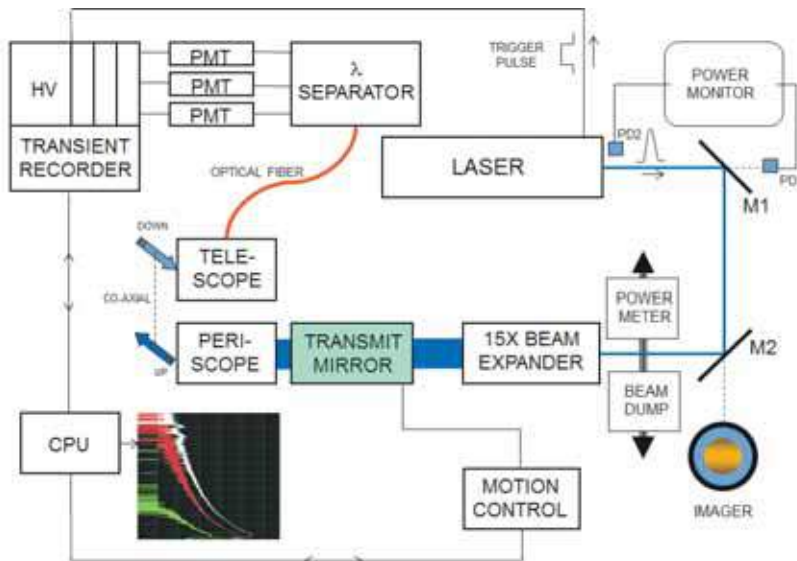 HV
TRANSIENT
RECORDER
PMT
PMT
PMT
λ
SEPARATOR
TRIGGER
PULSE
POWER
MONITOR
PD2
PD
LASER
M1
OPTICAL FIBER
DOWN
TELE-
SCOPE
CO-AXIAL
UP
PERI-
SCOPE
TRANSMIT
MIRROR
15X BEAM
EXPANDER
POWER
METER
BEAM
DUMP
M2
CPU
MOTION
CONTROL
IMAGER